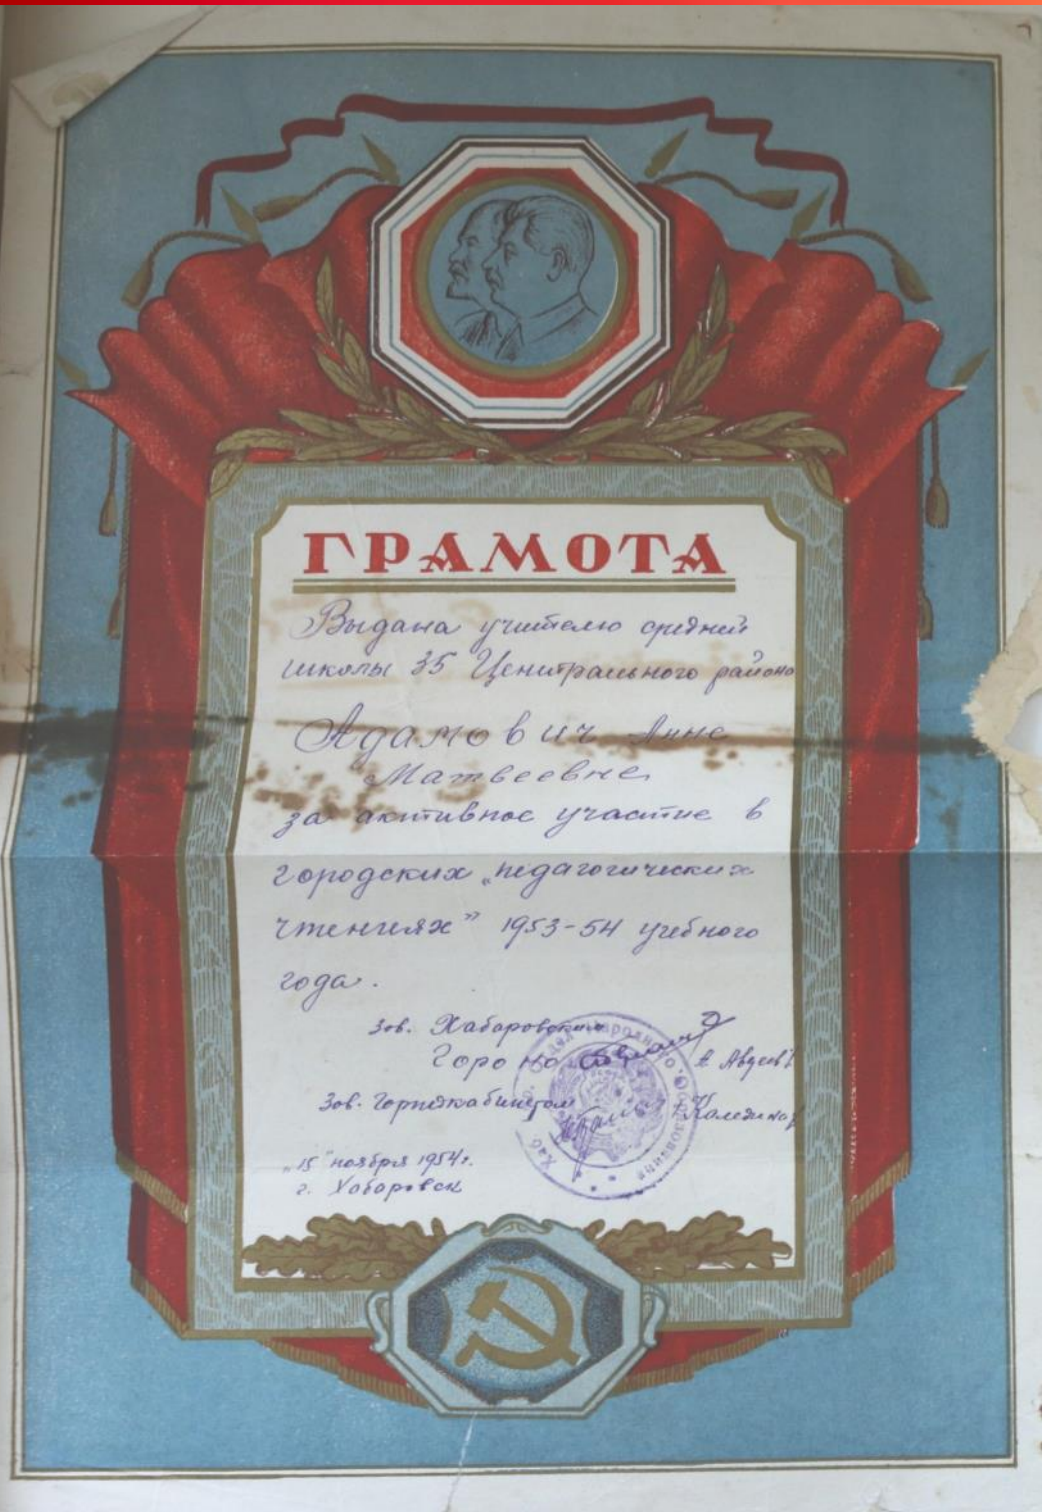 ГРАМОТА
Выдана учителю средней
школы 35 Центрального района
Адамович Анне
Матвеевне
за активное участие в
городских „педагогических
чтениях” 1953-54 учебного
года.
Зав. Хабаровским
ГорОНО А Авдеев
Зав. горпедкабинетом
„15” ноября 1954 г.
г. Хабаровск